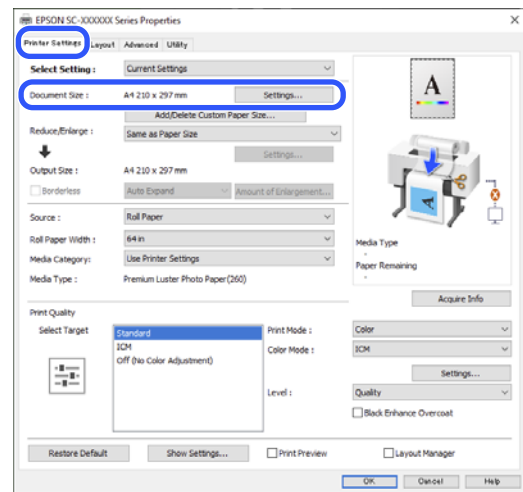 EPSON SC-XXXXXX Series Properties
Printer Settings Layout Advanced Utility
Select Setting : Current Settings
Document Size : A4 210 x 297 mm Settings...
Add/Delete Custom Paper Size...
Reduce/Enlarge : Same as Paper Size
Settings...
Output Size : A4 210 x 297 mm
Borderless Auto Expand Amount of Enlargement...
Source : Roll Paper
Roll Paper Width : 64 in
Media Category: Use Printer Settings
Media Type : Premium Luster Photo Paper(260)
A
Media Type
-
Paper Remaining
-
Acquire Info
Print Quality
Select Target
Standard
ICM
Off (No Color Adjustment)
Print Mode : Color
Color Mode : ICM
Settings...
Level : Quality
Black Enhance Overcoat
Restore Default Show Settings... Print Preview Layout Manager
OK Cancel Help